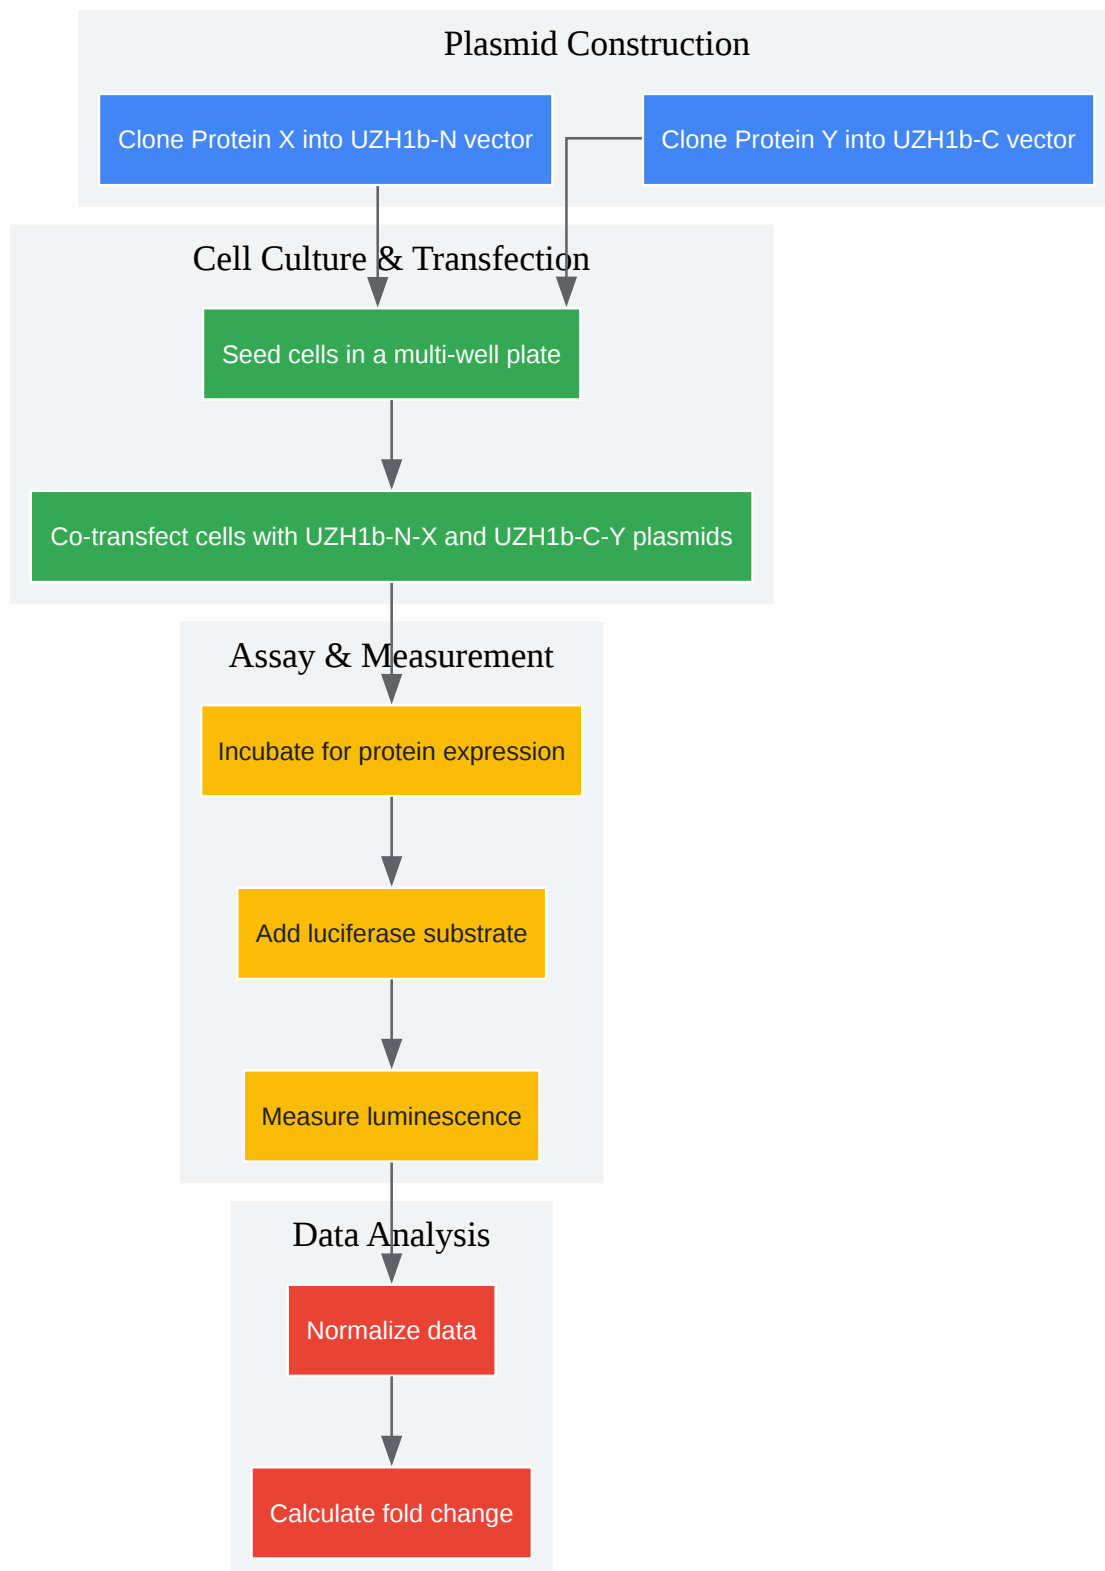 Plasmid Construction
Clone Protein X into UZH1b-N vector
Clone Protein Y into UZH1b-C vector
Cell Culture & Transfection
Seed cells in a multi-well plate
Co-transfect cells with UZH1b-N-X and UZH1b-C-Y plasmids
Assay & Measurement
Incubate for protein expression
Add luciferase substrate
Measure luminescence
Data Analysis
Normalize data
Calculate fold change